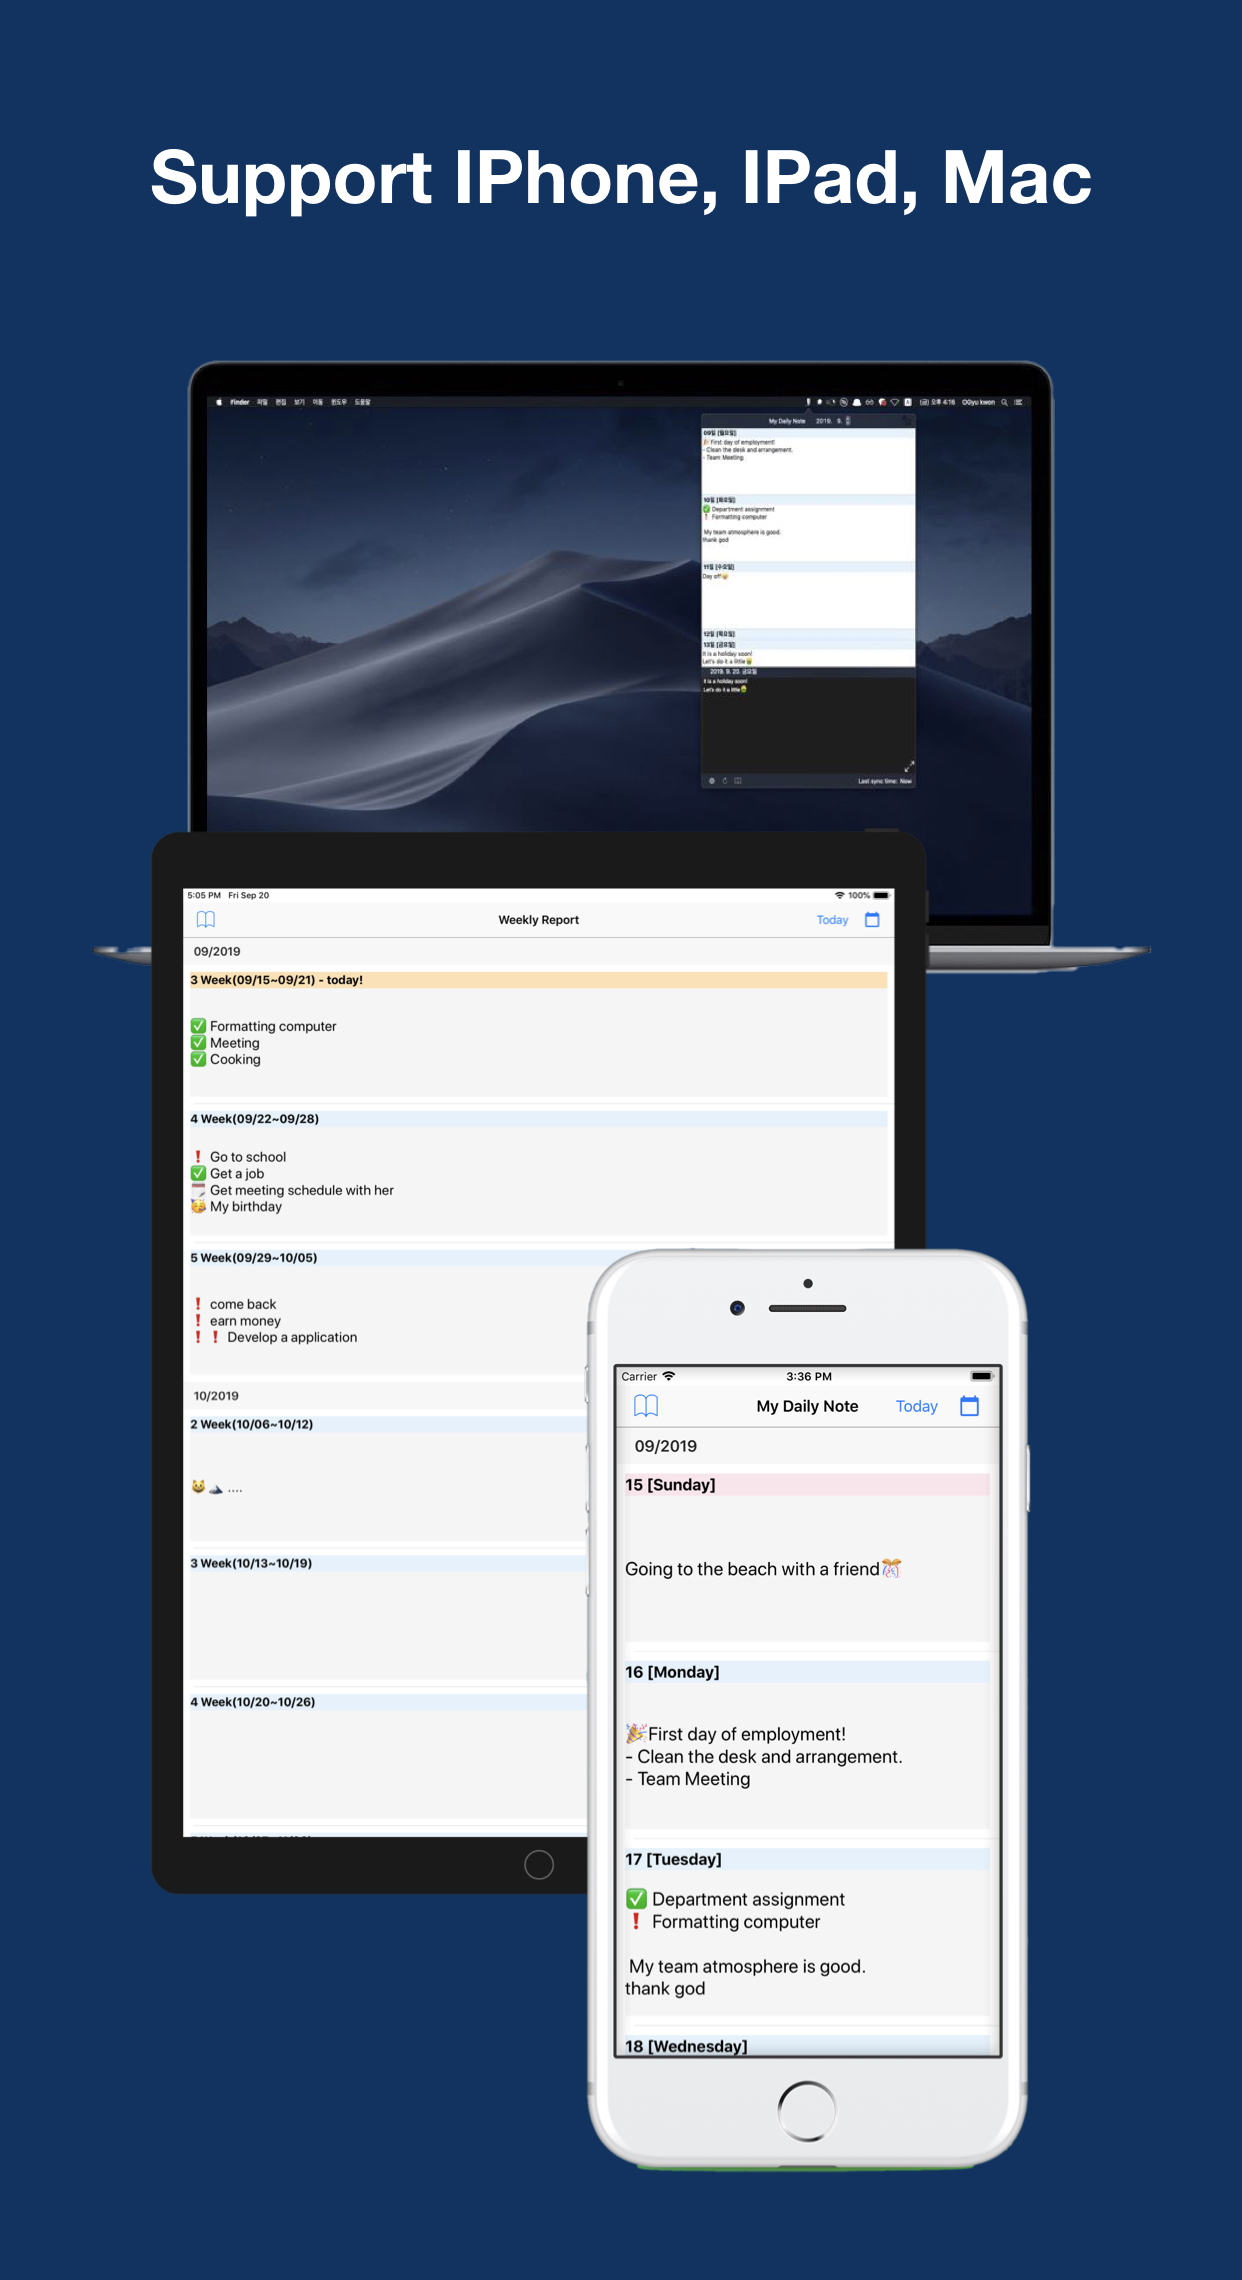 Support IPhone, IPad, Mac
Finder 파일 편집 보기 이동 윈도우 도움말
오후 4:16 OGyu kwon
My Daily Note 2019. 9.
09일 [월요일]
🎉First day of employment!
- Clean the desk and arrangement.
- Team Meeting
10일 [화요일]
✅ Department assignment
❗ Formatting computer
My team atmosphere is good.
thank god
11일 [수요일]
Day off😴
12일 [목요일]
13일 [금요일]
It is a holiday soon!
Let's do it a little🤮
2019. 9. 20. 금요일
It is a holiday soon!
Let's do it a little🤮
Last sync time: Now
5:05 PM Fri Sep 20
100%
Weekly Report
Today
09/2019
3 Week(09/15~09/21) - today!
✅ Formatting computer
✅ Meeting
✅ Cooking
4 Week(09/22~09/28)
❗ Go to school
✅ Get a job
🗓 Get meeting schedule with her
🥳 My birthday
5 Week(09/29~10/05)
❗ come back
❗ earn money
❗❗ Develop a application
10/2019
2 Week(10/06~10/12)
😺🏔 ....
3 Week(10/13~10/19)
4 Week(10/20~10/26)
Carrier
3:36 PM
My Daily Note
Today
09/2019
15 [Sunday]
Going to the beach with a friend🎊
16 [Monday]
🎉First day of employment!
- Clean the desk and arrangement.
- Team Meeting
17 [Tuesday]
✅ Department assignment
❗ Formatting computer
My team atmosphere is good.
thank god
18 [Wednesday]